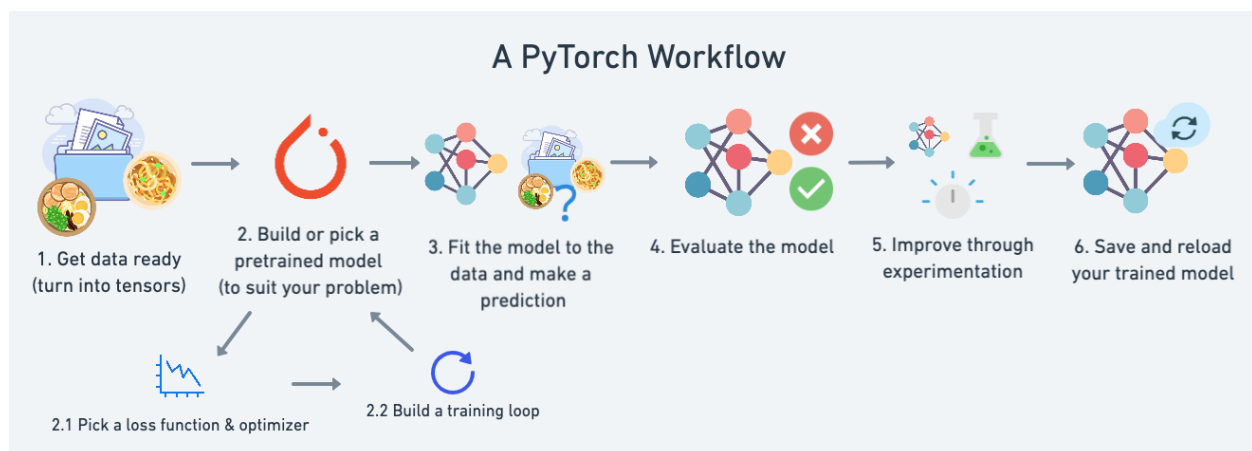 A PyTorch Workflow
1. Get data ready
(turn into tensors)
2. Build or pick a
pretrained model
(to suit your problem)
3. Fit the model to the
data and make a
prediction
4. Evaluate the model
5. Improve through
experimentation
6. Save and reload
your trained model
2.1 Pick a loss function & optimizer
2.2 Build a training loop